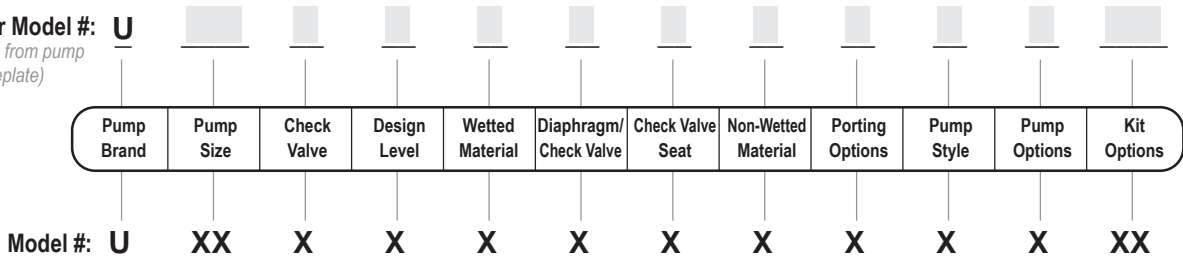 r Model #: U
from pump
plate)
Pump Brand
Pump Size
Check Valve
Design Level
Wetted Material
Diaphragm/ Check Valve
Check Valve Seat
Non-Wetted Material
Porting Options
Pump Style
Pump Options
Kit Options
Model #: U XX X X X X X X X X X XX